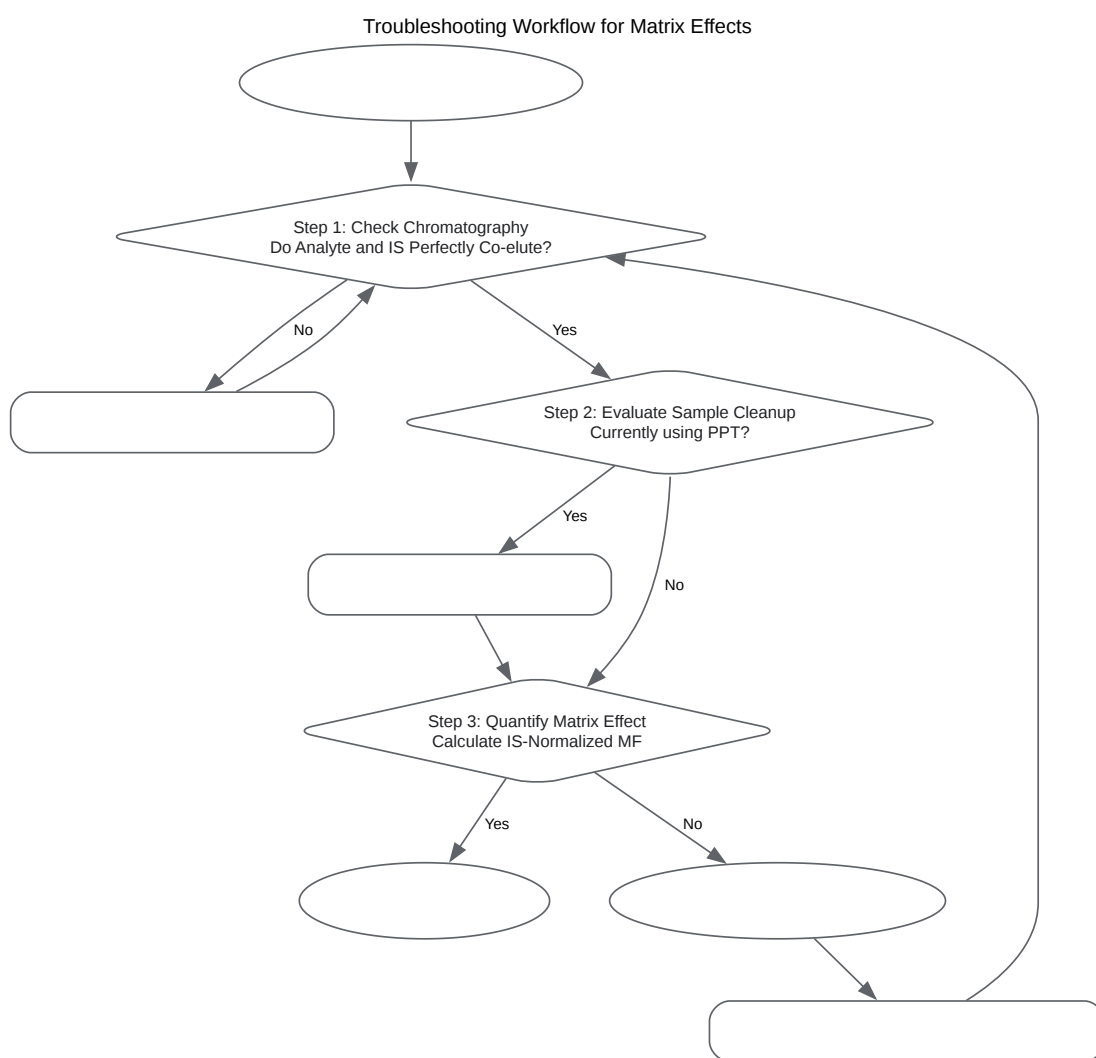 Troubleshooting Workflow for Matrix Effects
Step 1: Check Chromatography
Do Analyte and IS Perfectly Co-elute?
No
Yes
Step 2: Evaluate Sample Cleanup
Currently using PPT?
Yes
No
Step 3: Quantify Matrix Effect
Calculate IS-Normalized MF
Yes
No